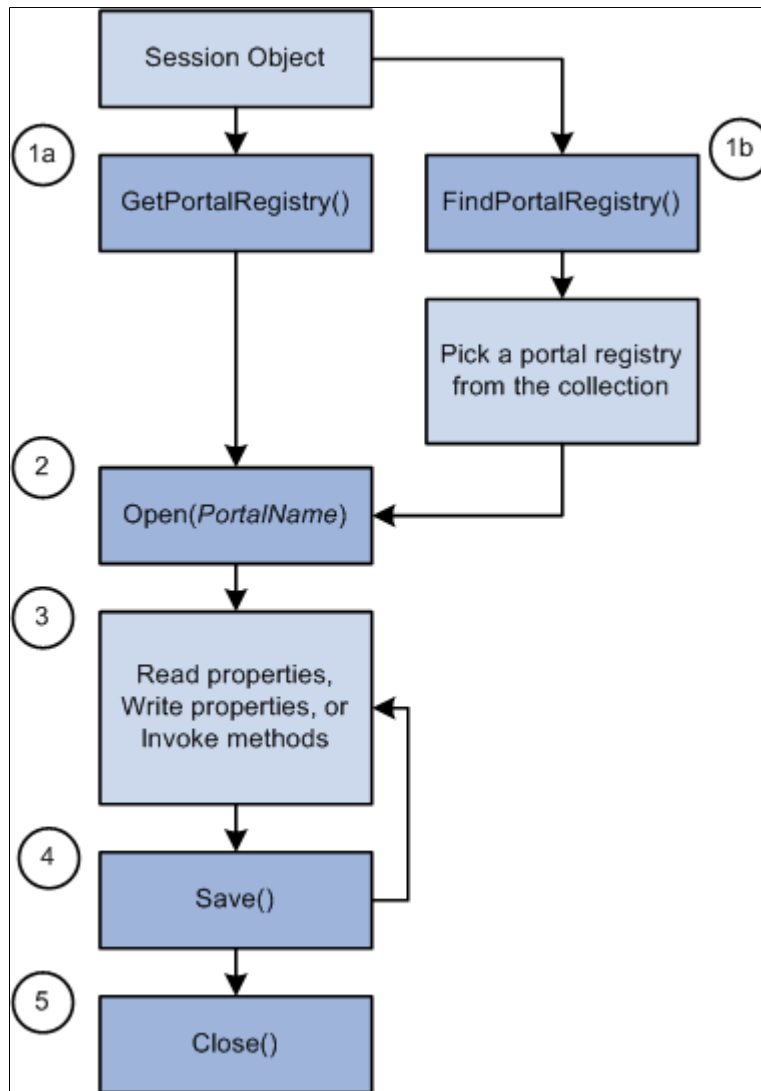 Session Object
1a
1b
GetPortalRegistry()
FindPortalRegistry()
Pick a portal registry
from the collection
2
Open(PortalName)
3
Read properties,
Write properties, or
Invoke methods
4
Save()
5
Close()